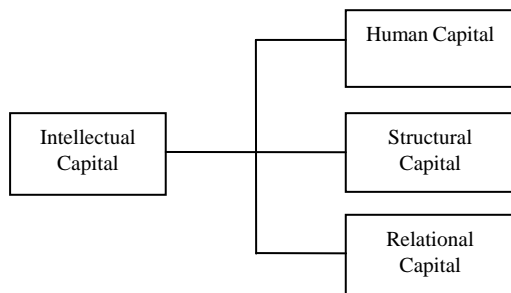 Human Capital
Intellectual
Capital
Structural
Capital
Relational
Capital